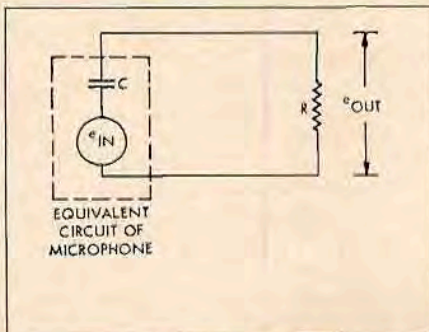 C
eIN
R
eOUT
EQUIVALENT
CIRCUIT OF
MICROPHONE